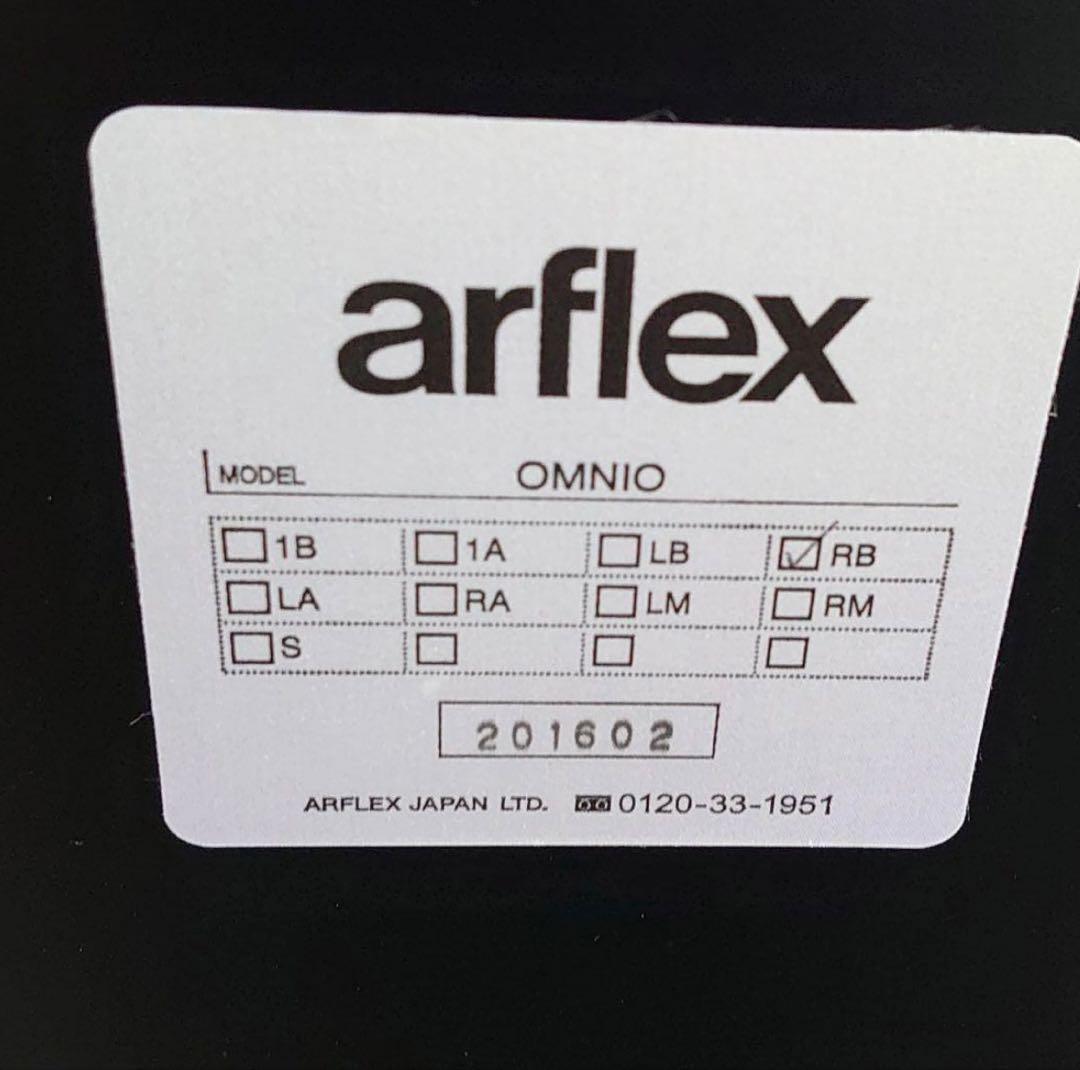 arflex
MODEL OMNIO
☐ 1B ☐ 1A ☐ LB ☑ RB
☐ LA ☐ RA ☐ LM ☐ RM
☐ S ☐ ☐ ☐
201602
ARFLEX JAPAN LTD. 0120-33-1951